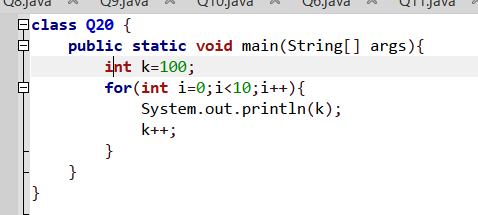 Q8.java Q9.java Q10.java Q6.java Q11.java
class Q20 {
public static void main(String[] args){
int k=100;
for(int i=0;i<10;i++){
System.out.println(k);
k++;
}
}
}